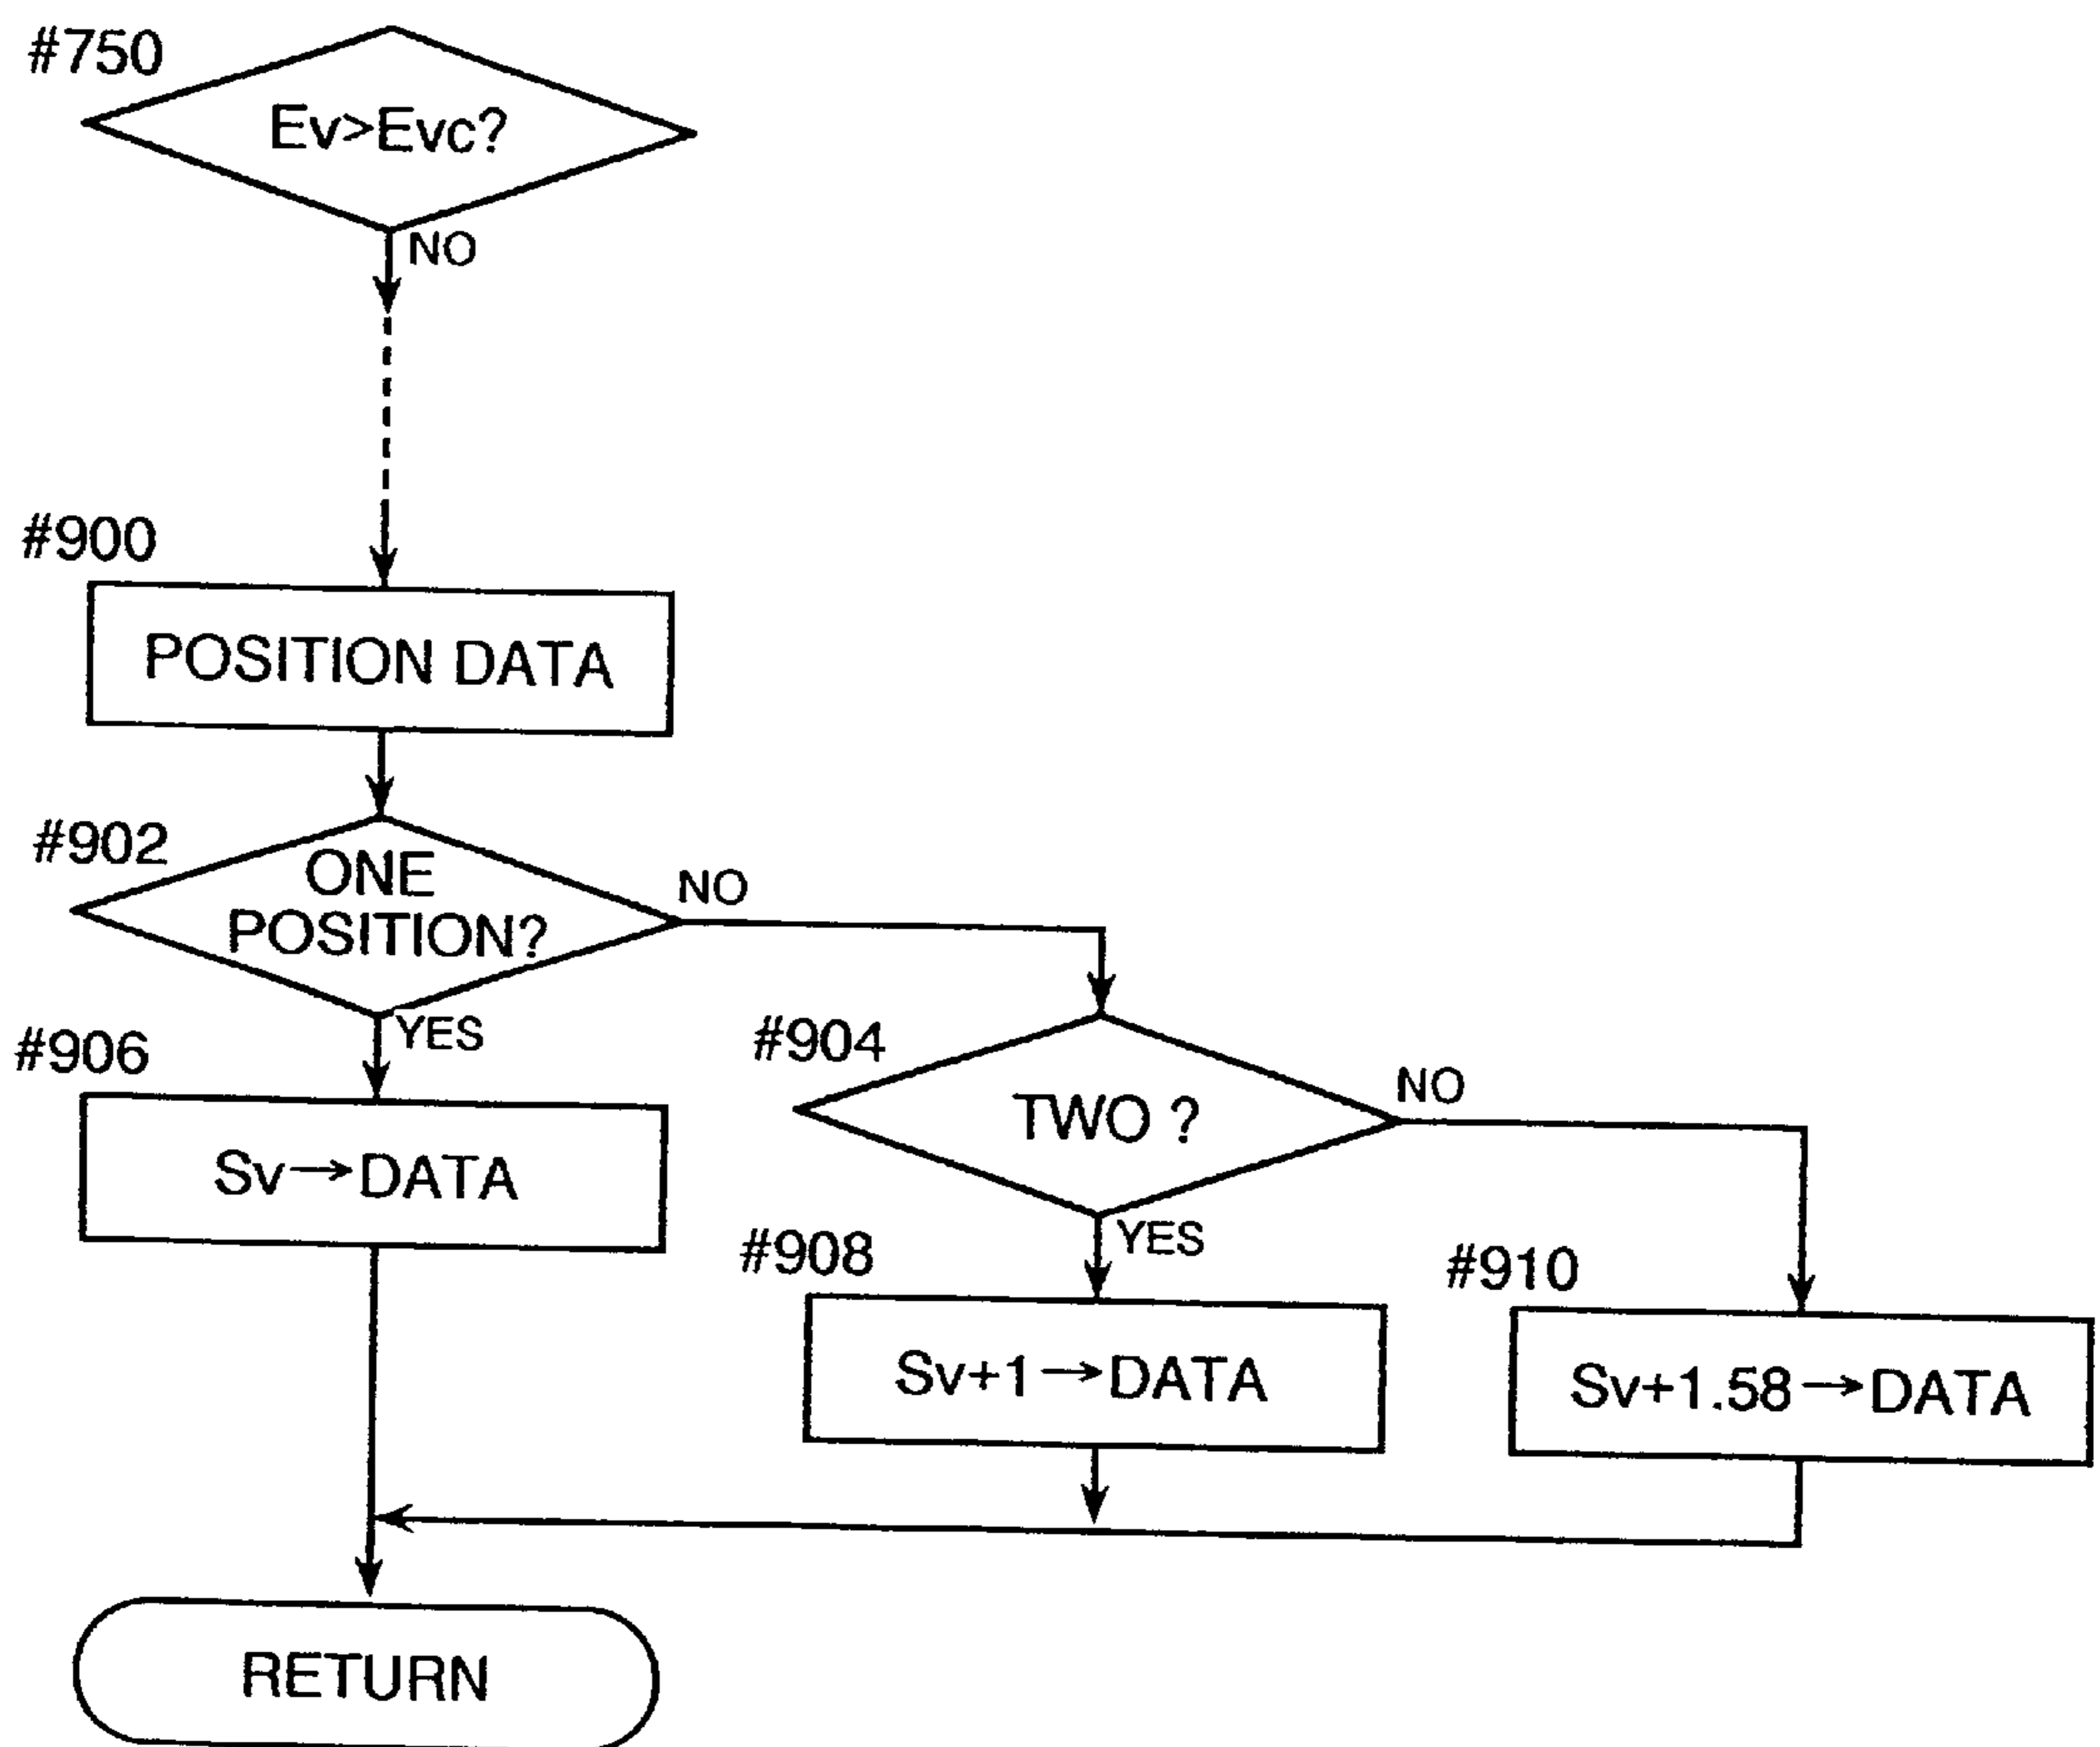 #750
Ev>Evc?
NO
#900
POSITION DATA
#902
ONE
POSITION?
NO
YES
#906
Sv→DATA
#904
TWO ?
NO
YES
#908
Sv+1→DATA
#910
Sv+1.58→DATA
RETURN